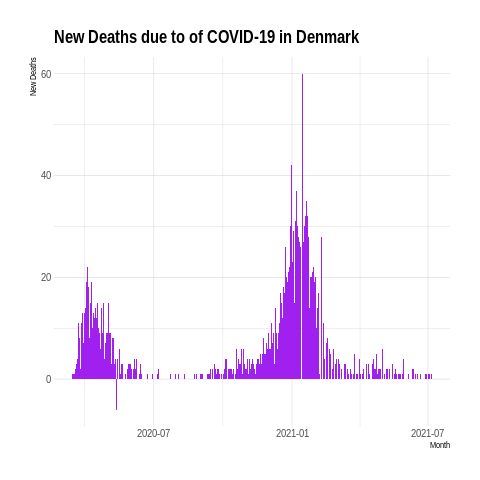 New Deaths due to of COVID-19 in Denmark
New Deaths
60
40
20
0
2020-07
2021-01
2021-07
Month